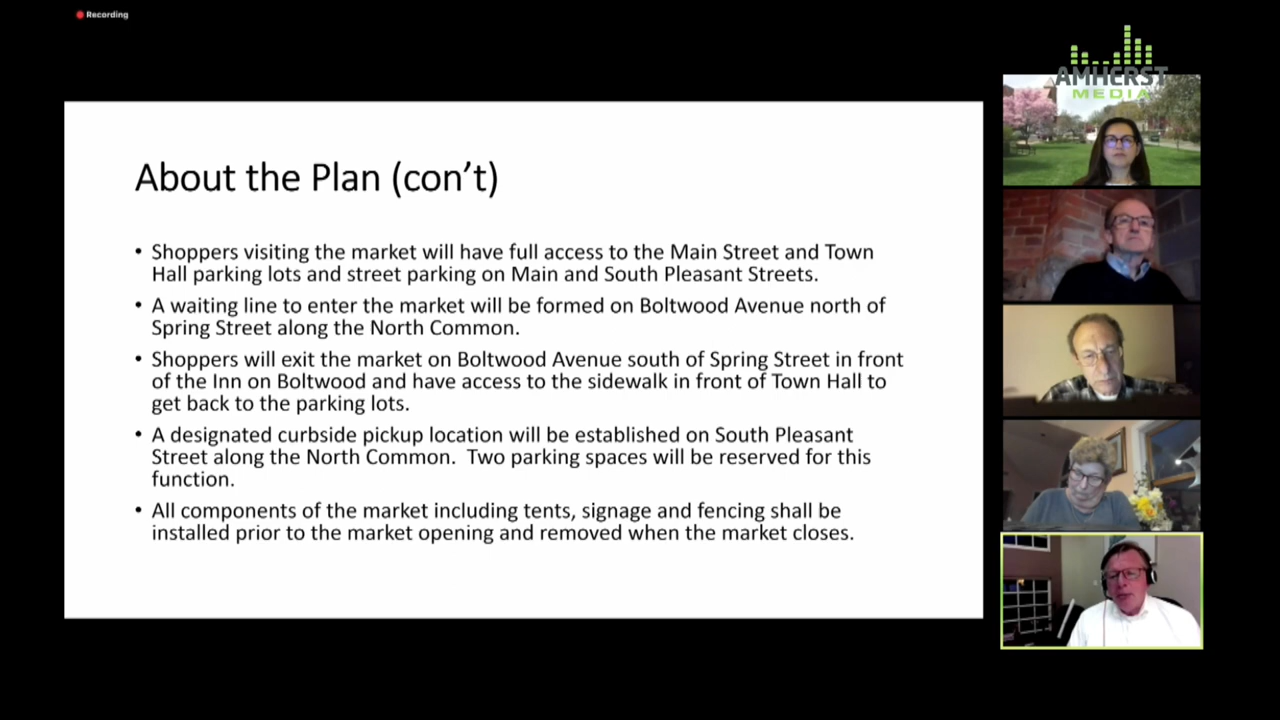 Recording
AMHERST
MEDIA
About the Plan (con’t)
• Shoppers visiting the market will have full access to the Main Street and Town
Hall parking lots and street parking on Main and South Pleasant Streets.
• A waiting line to enter the market will be formed on Boltwood Avenue north of
Spring Street along the North Common.
• Shoppers will exit the market on Boltwood Avenue south of Spring Street in front
of the Inn on Boltwood and have access to the sidewalk in front of Town Hall to
get back to the parking lots.
• A designated curbside pickup location will be established on South Pleasant
Street along the North Common.  Two parking spaces will be reserved for this
function.
• All components of the market including tents, signage and fencing shall be
installed prior to the market opening and removed when the market closes.